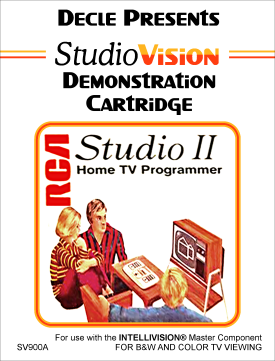 Decle Presents
StudioVision
Demonstration
Cartridge
RCA
Studio II
Home TV Programmer
For use with the INTELLIVISION® Master Component
SV900A FOR B&W AND COLOR TV VIEWING